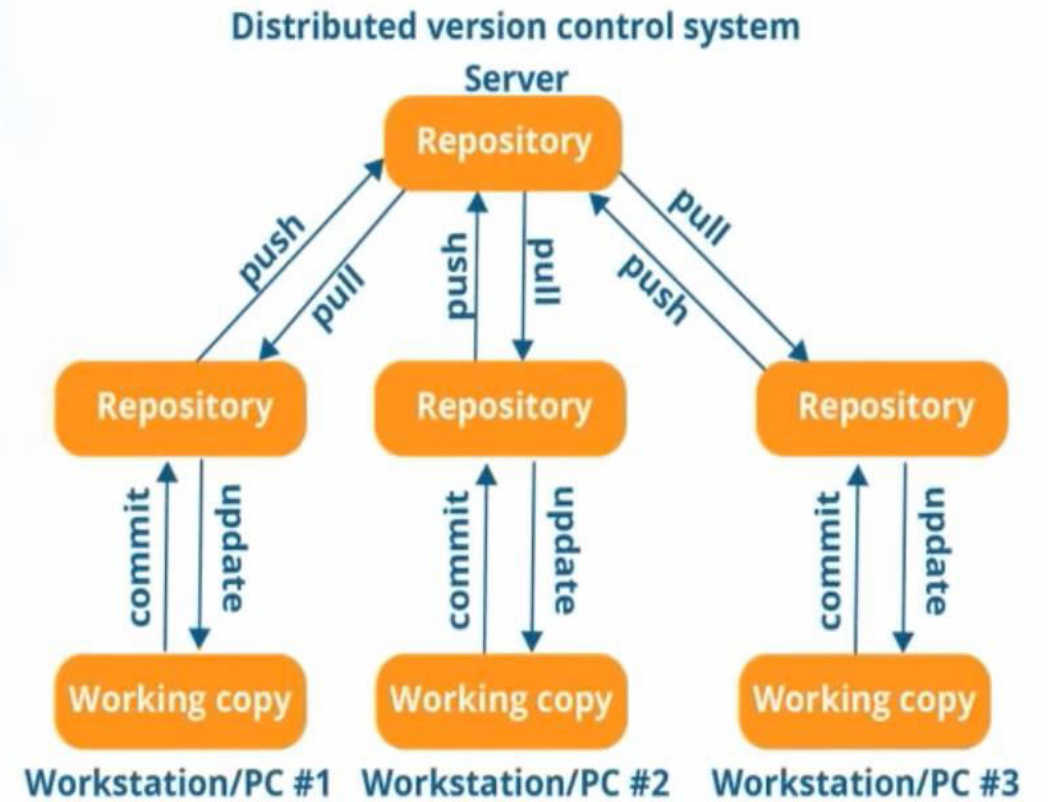 Distributed version control system
Server
Repository
push
pull
push
pull
push
pull
Repository
Repository
Repository
commit
update
commit
update
commit
update
Working copy
Working copy
Working copy
Workstation/PC #1
Workstation/PC #2
Workstation/PC #3